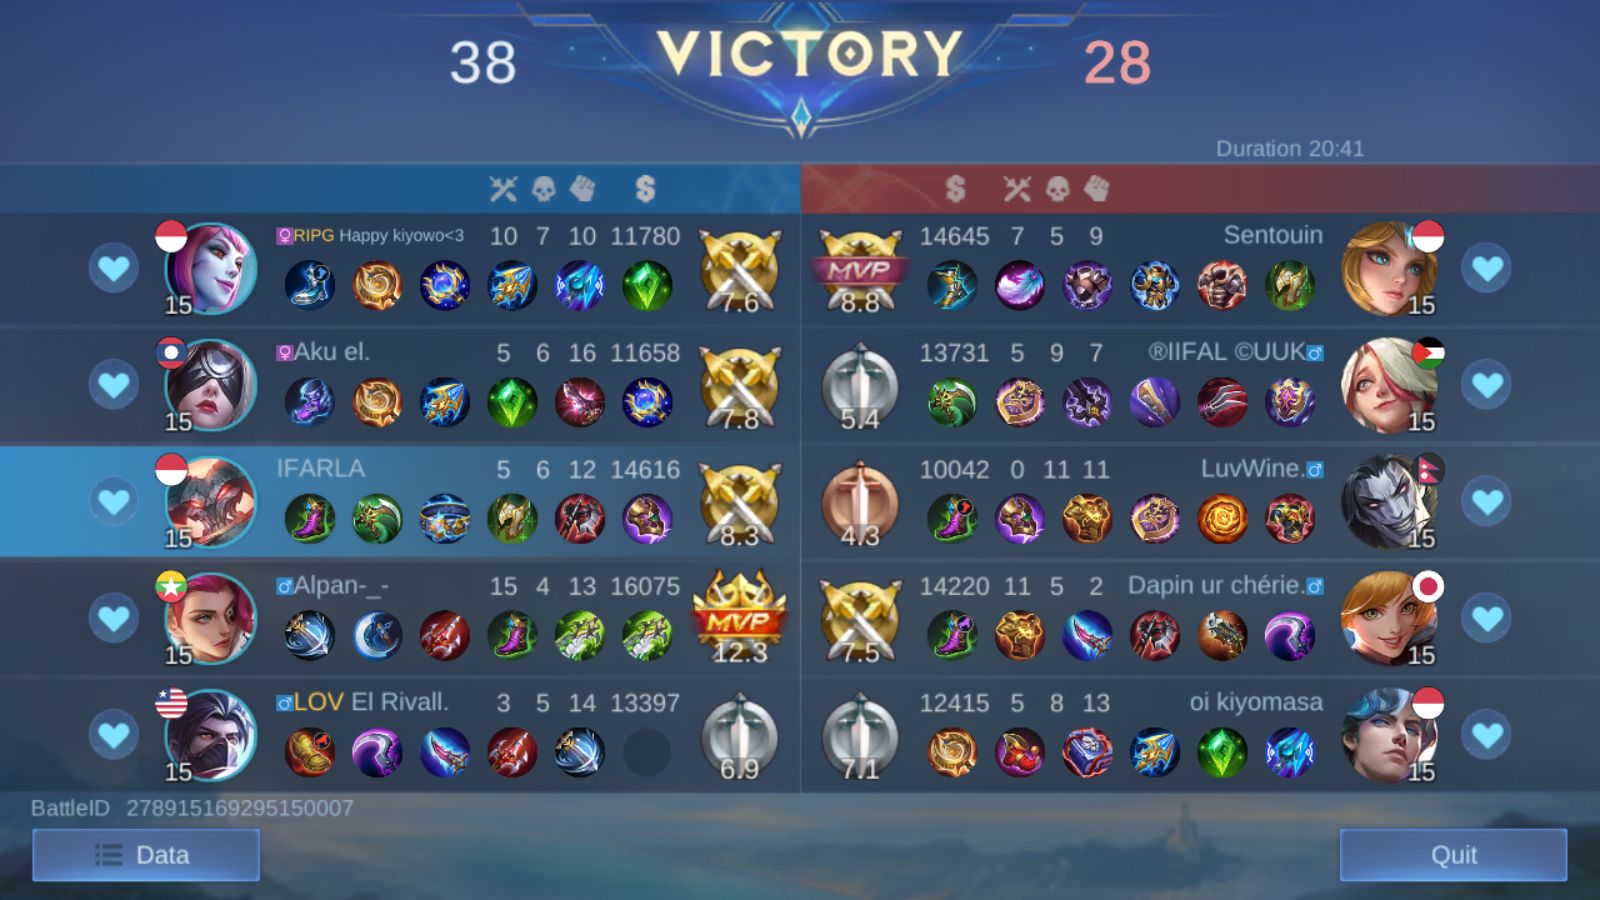 38 VICTORY 28
Duration 20:41
RIPG Happy kiyowo<3 10 7 10 11780 7.6 15
MVP 8.8 14645 7 5 9 Sentouin 15
Aku el. 5 6 16 11658 7.8 15
5.4 13731 5 9 7 ®IIFAL ©UUK 15
IFARLA 5 6 12 14616 8.3 15
4.3 10042 0 11 11 LuvWine. 15
Alpan-_- 15 4 13 16075 MVP 12.3 15
7.5 14220 11 5 2 Dapin ur chérie. 15
LOV El Rivall. 3 5 14 13397 6.9 15
7.1 12415 5 8 13 oi kiyomasa 15
BattleID 278915169295150007
Data
Quit